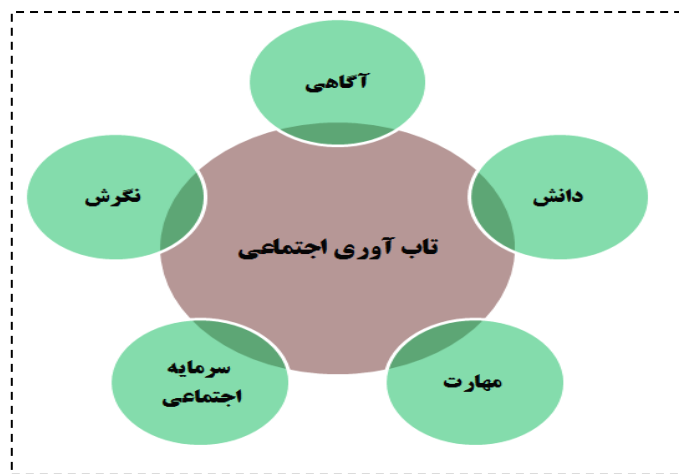 آگاهی
نگرش
دانش
تاب آوری اجتماعی
سرمایه
اجتماعی
مهارت